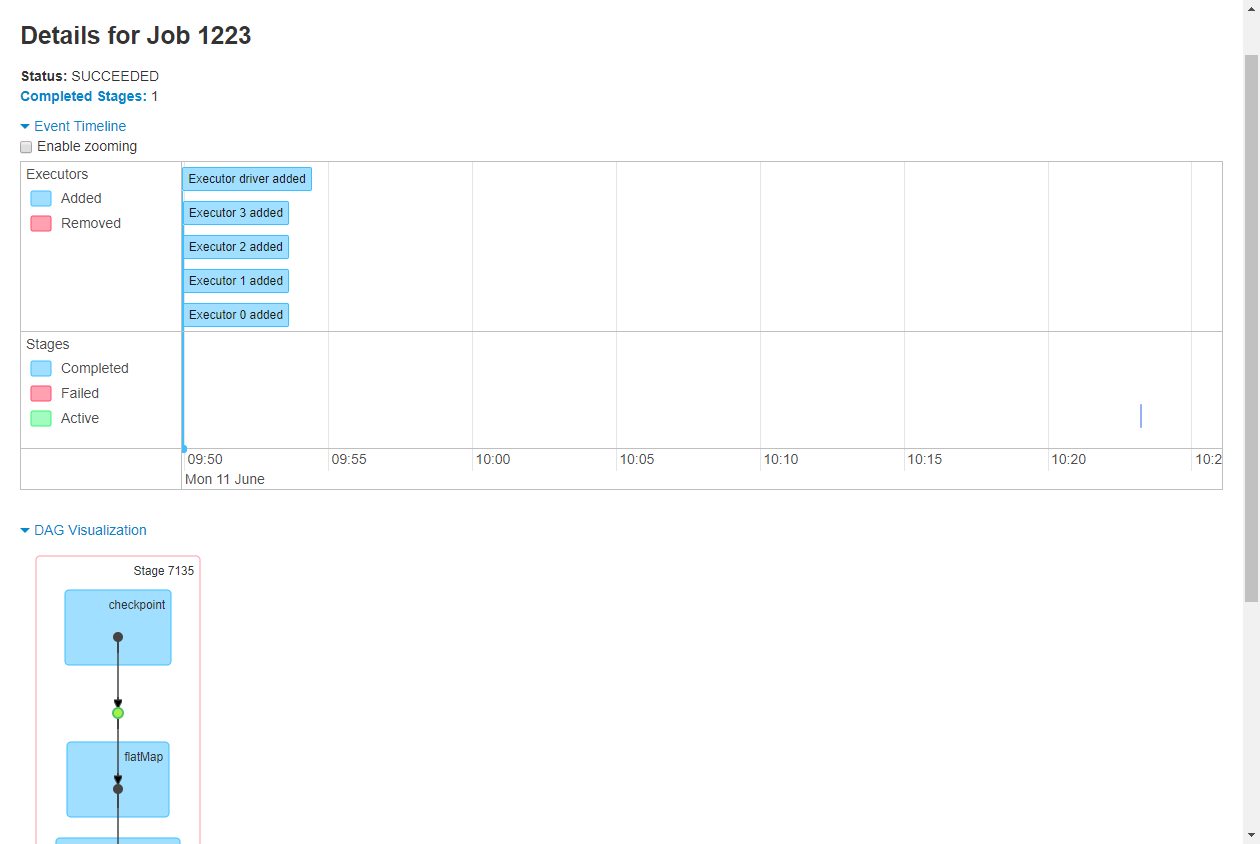 Details for Job 1223
Status: SUCCEEDED
Completed Stages: 1
Event Timeline
Enable zooming
Executors
Added
Removed
Executor driver added
Executor 3 added
Executor 2 added
Executor 1 added
Executor 0 added
Stages
Completed
Failed
Active
09:50 09:55 10:00 10:05 10:10 10:15 10:20 10:2
Mon 11 June
DAG Visualization
Stage 7135
checkpoint
flatMap